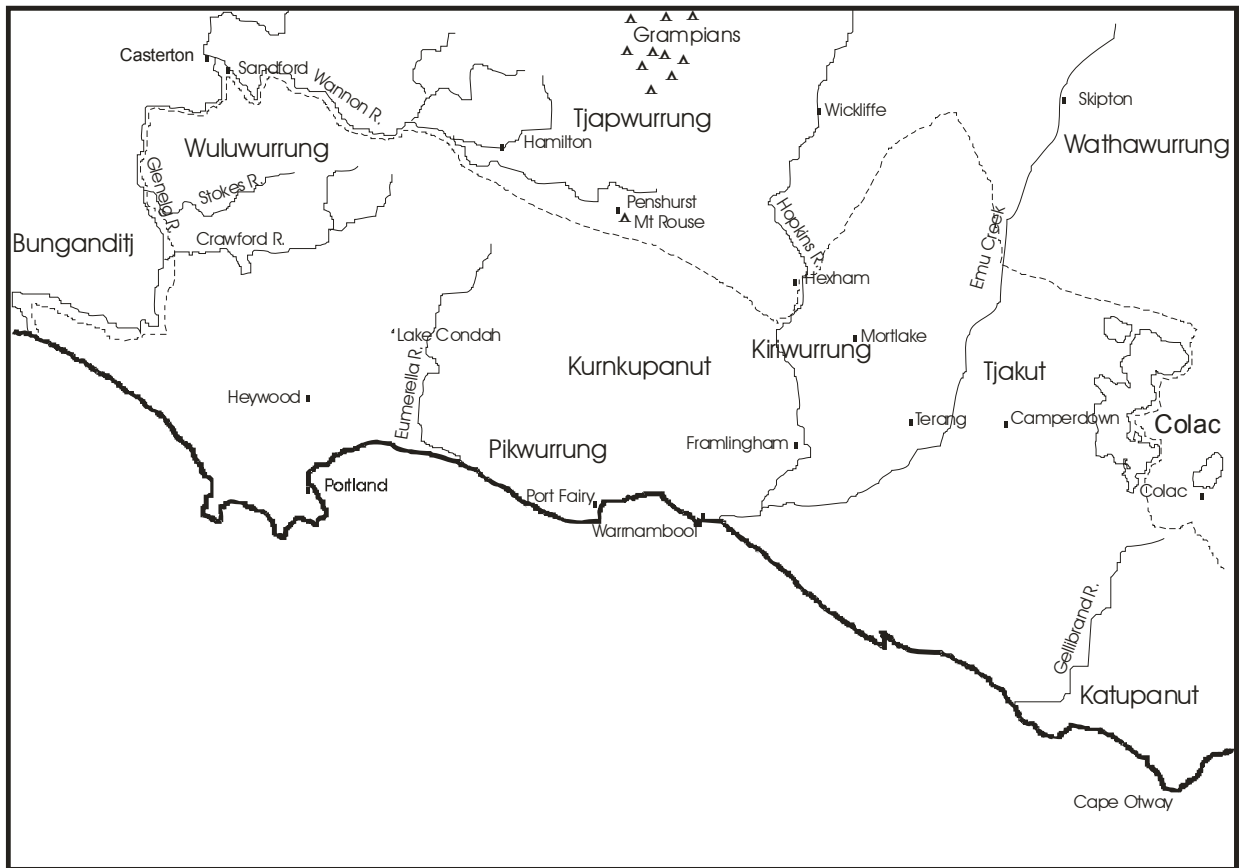 Grampians
Casterton
Sandford
Wannon R.
Skipton
Wickliffe
Tjapwurrung
Hamilton
Wuluwurrung
Wathawurrung
Glenelg R.
Stokes R.
Penshurst
Mt Rouse
Hopkins R.
Crawford R.
Bunganditj
Emu Creek
Hexham
Lake Condah
Mortlake
Kirrwurrung
Kurnkupanut
Tjakut
Eumerella R.
Heywood
Terang
Camperdown
Colac
Framlingham
Pikwurrung
Portland
Port Fairy
Colac
Warrnambool
Gellibrand R.
Katupanut
Cape Otway